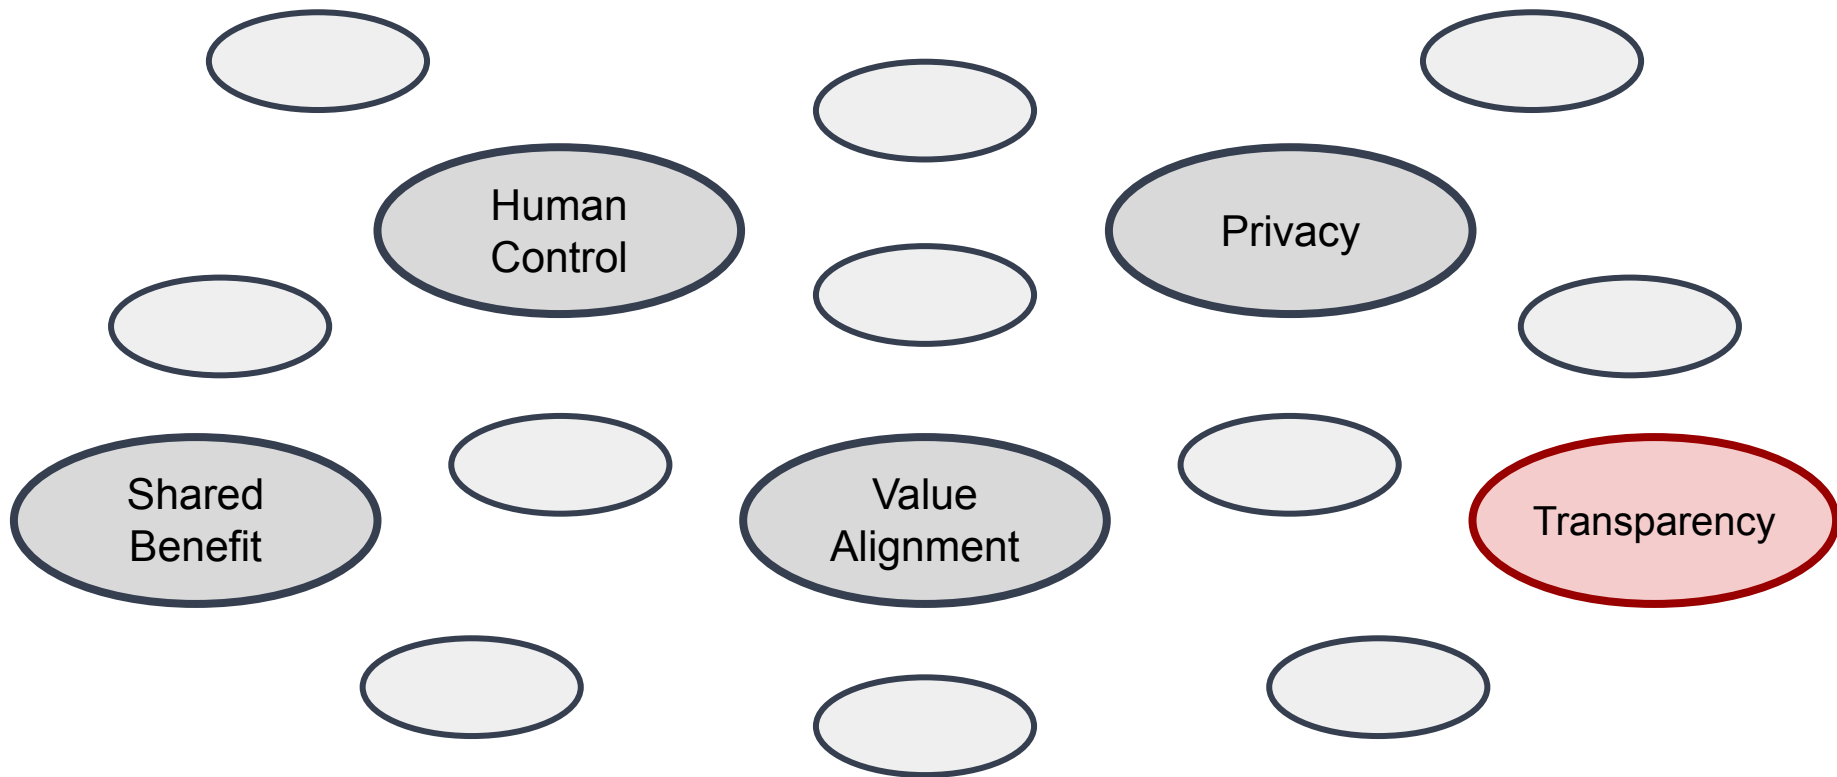 Human
Control
Privacy
Shared
Benefit
Value
Alignment
Transparency